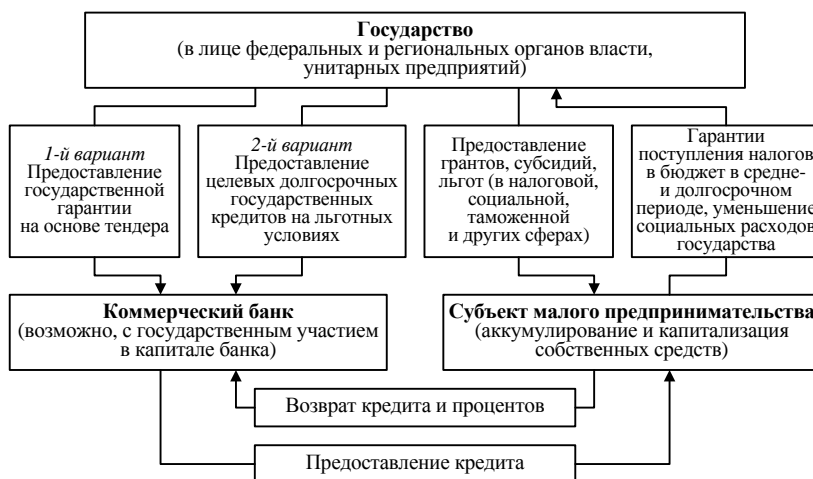 Государство
(в лице федеральных и региональных органов власти,
унитарных предприятий)
1-й вариант
Предоставление
государственной
гарантии
на основе тендера
2-й вариант
Предоставление
целевых долгосрочных
государственных
кредитов на льготных
условиях
Предоставление
грантов, субсидий,
льгот (в налоговой,
социальной,
таможенной
и других сферах)
Гарантии
поступления налогов
в бюджет в средне-
и долгосрочном
периоде, уменьшение
социальных расходов
государства
Коммерческий банк
(возможно, с государственным участием
в капитале банка)
Субъект малого предпринимательства
(аккумулирование и капитализация
собственных средств)
Возврат кредита и процентов
Предоставление кредита